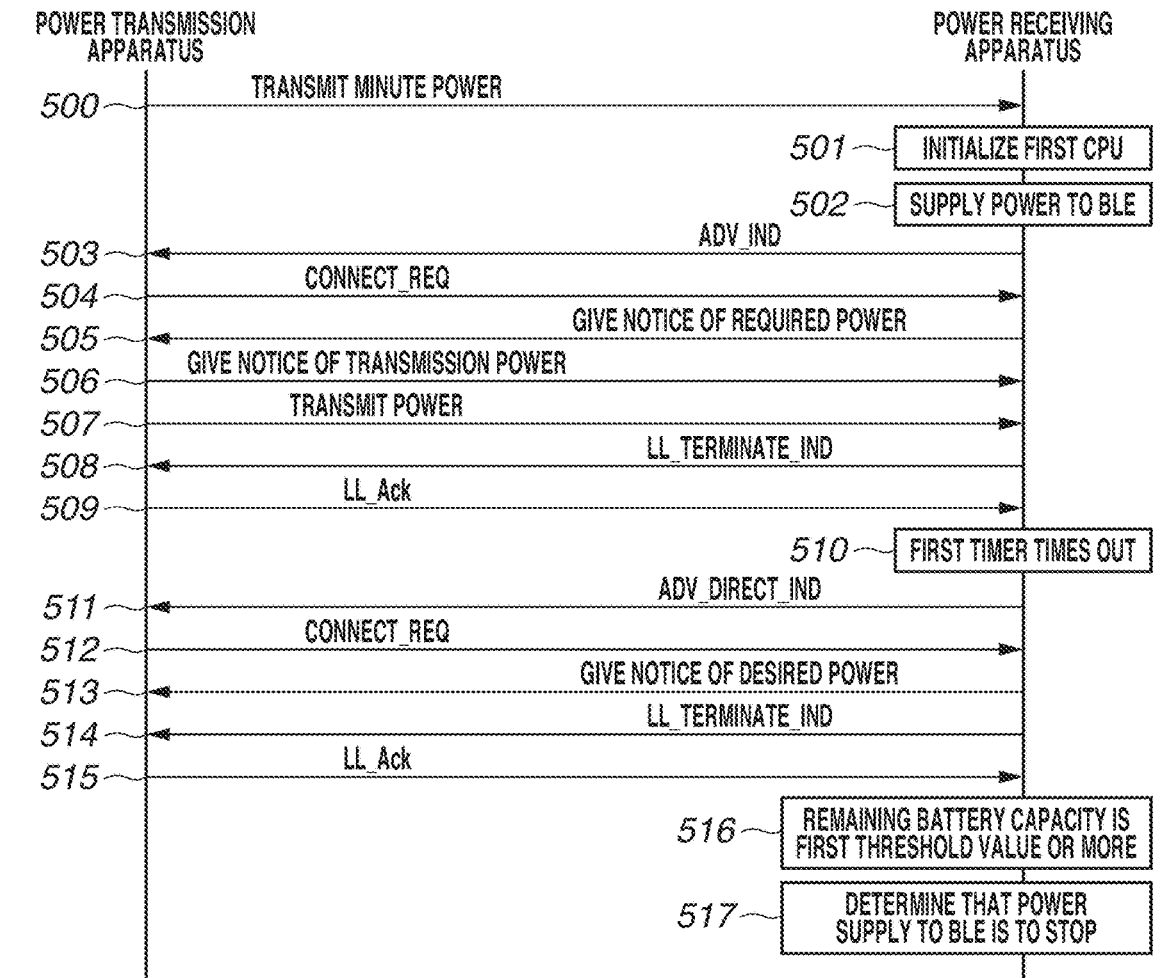 POWER TRANSMISSION
APPARATUS
POWER RECEIVING
APPARATUS
500
TRANSMIT MINUTE POWER
501
INITIALIZE FIRST CPU
502
SUPPLY POWER TO BLE
503
ADV_IND
504
CONNECT_REQ
505
GIVE NOTICE OF REQUIRED POWER
506
GIVE NOTICE OF TRANSMISSION POWER
507
TRANSMIT POWER
508
LL_TERMINATE_IND
509
LL_Ack
510
FIRST TIMER TIMES OUT
511
ADV_DIRECT_IND
512
CONNECT_REQ
513
GIVE NOTICE OF DESIRED POWER
514
LL_TERMINATE_IND
515
LL_Ack
516
REMAINING BATTERY CAPACITY IS
FIRST THRESHOLD VALUE OR MORE
517
DETERMINE THAT POWER
SUPPLY TO BLE IS TO STOP